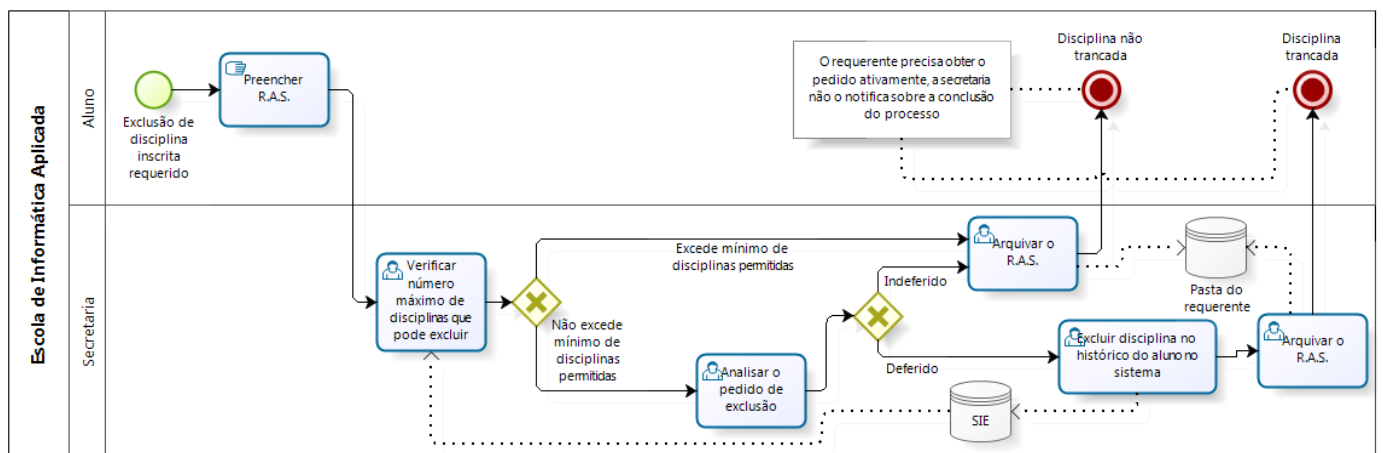 Escola de Informática Aplicada
Aluno
Exclusão de
disciplina
inscrita
requerido
Preencher
R.A.S.
O requerente precisa obter o
pedido ativamente, a secretaria
não o notifica sobre a conclusão
do processo
Disciplina não
trancada
Disciplina
trancada
Secretaria
Verificar
número
máximo de
disciplinas que
pode excluir
Excede mínimo de
disciplinas permitidas
Não excede
mínimo de
disciplinas
permitidas
Analisar o
pedido de
exclusão
Indeferido
Deferido
Arquivar o
R.A.S.
Pasta do
requerente
Excluir disciplina no
histórico do aluno no
sistema
Arquivar o
R.A.S.
SIE